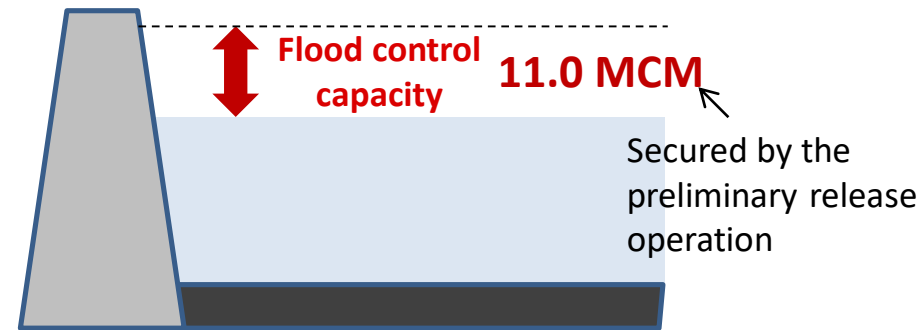 Flood control
capacity
11.0 MCM
Secured by the
preliminary release
operation